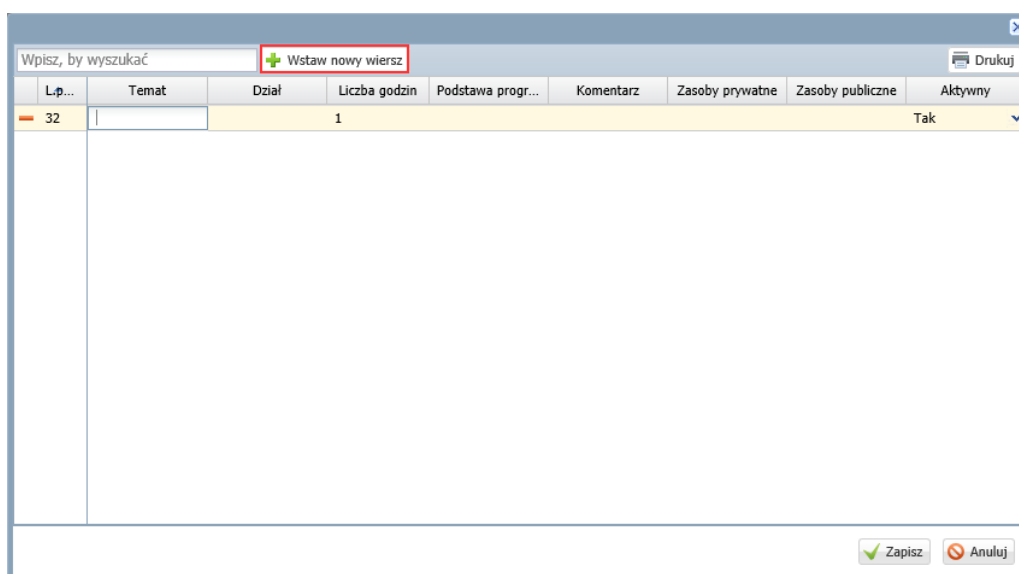 Wpisz, by wyszukać Wstaw nowy wiersz Drukuj
L.p... Temat Dział Liczba godzin Podstawa progr... Komentarz Zasoby prywatne Zasoby publiczne Aktywny
32 1 Tak
Zapisz Anuluj